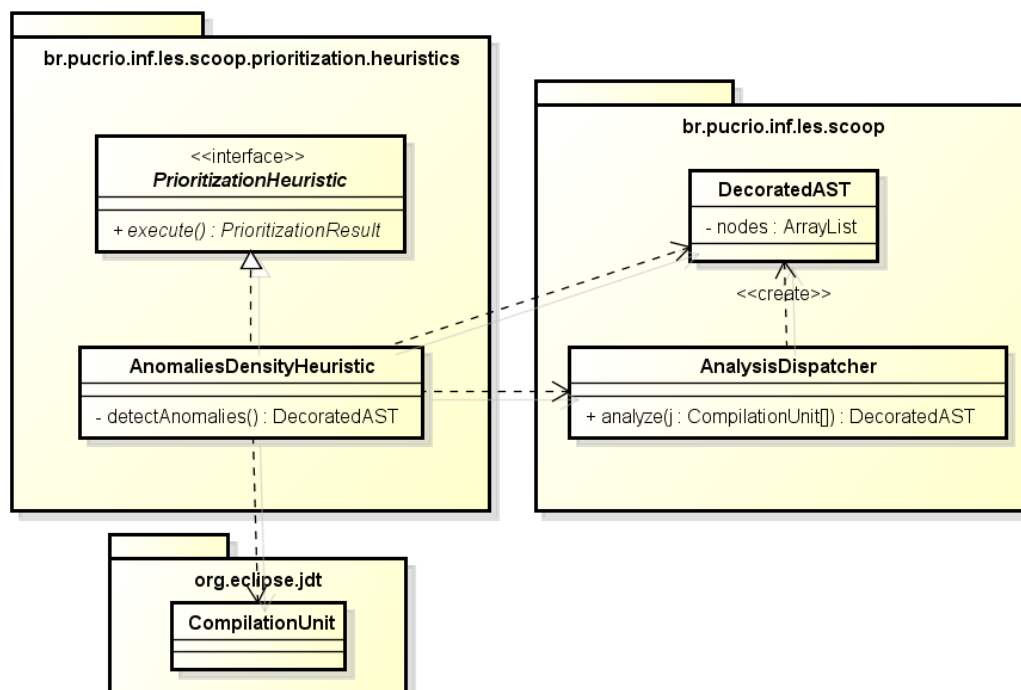 br.pucrio.inf.les.scoop.prioritization.heuristics
<<interface>>
PrioritizationHeuristic
+ execute() : PrioritizationResult
AnomaliesDensityHeuristic
- detectAnomalies() : DecoratedAST
br.pucrio.inf.les.scoop
DecoratedAST
- nodes : ArrayList
<<create>>
AnalysisDispatcher
+ analyze(j : CompilationUnit[]) : DecoratedAST
org.eclipse.jdt
CompilationUnit